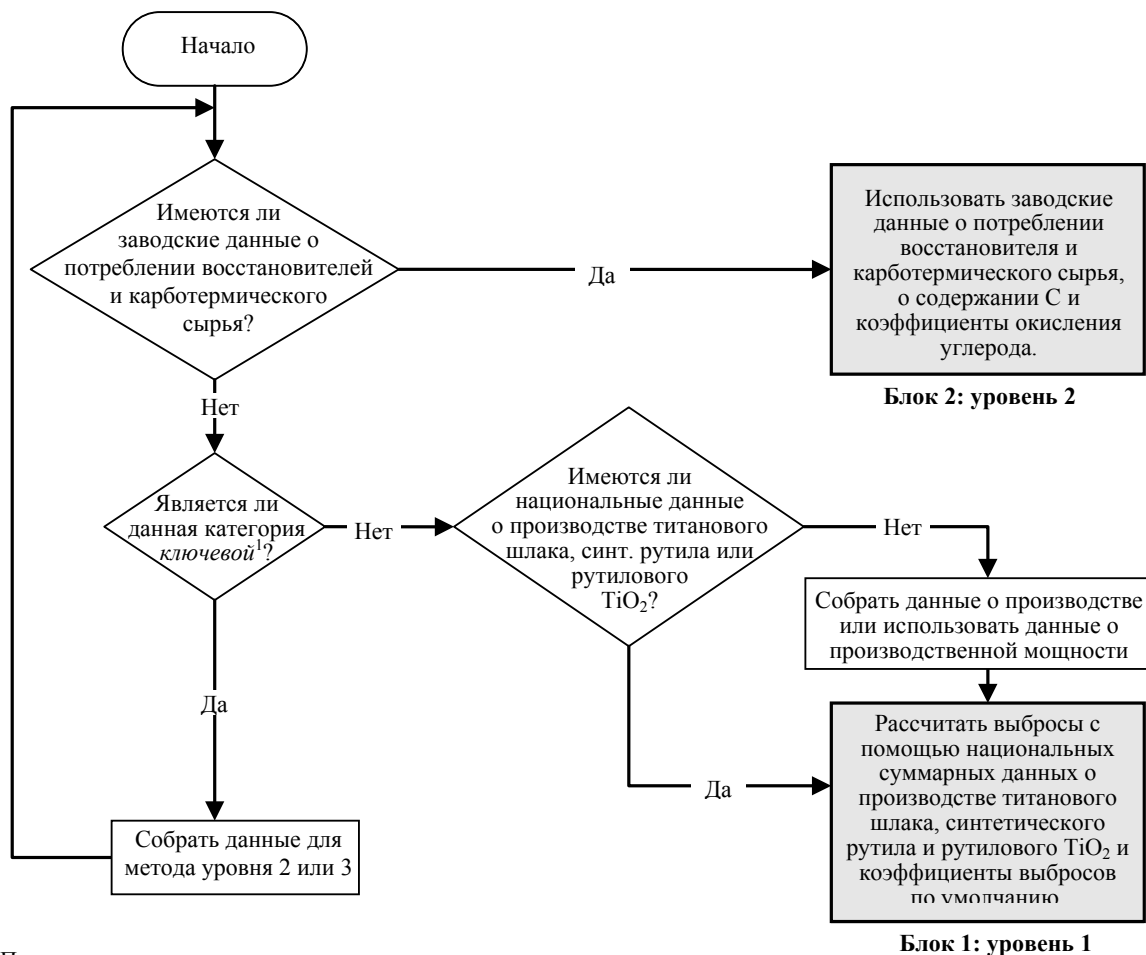 Начало
Имеются ли
заводские данные о
потреблении восстановителей
и карботермического
сырья?
Да
Использовать заводские
данные о потреблении
восстановителя и
карботермического сырья,
о содержании С и
коэффициенты окисления
углерода.
Блок 2: уровень 2
Нет
Является ли
данная категория
ключевой¹?
Нет
Имеются ли
национальные данные
о производстве титанового
шлака, синт. рутила или
рутилового
TiO₂?
Нет
Собрать данные о производстве
или использовать данные о
производственной мощности
Да
Да
Рассчитать выбросы с
помощью национальных
суммарных данных о
производстве титанового
шлака, синтетического
рутила и рутилового TiO₂ и
коэффициенты выбросов
по умолчанию
Собрать данные для
метода уровня 2 или 3
Блок 1: уровень 1